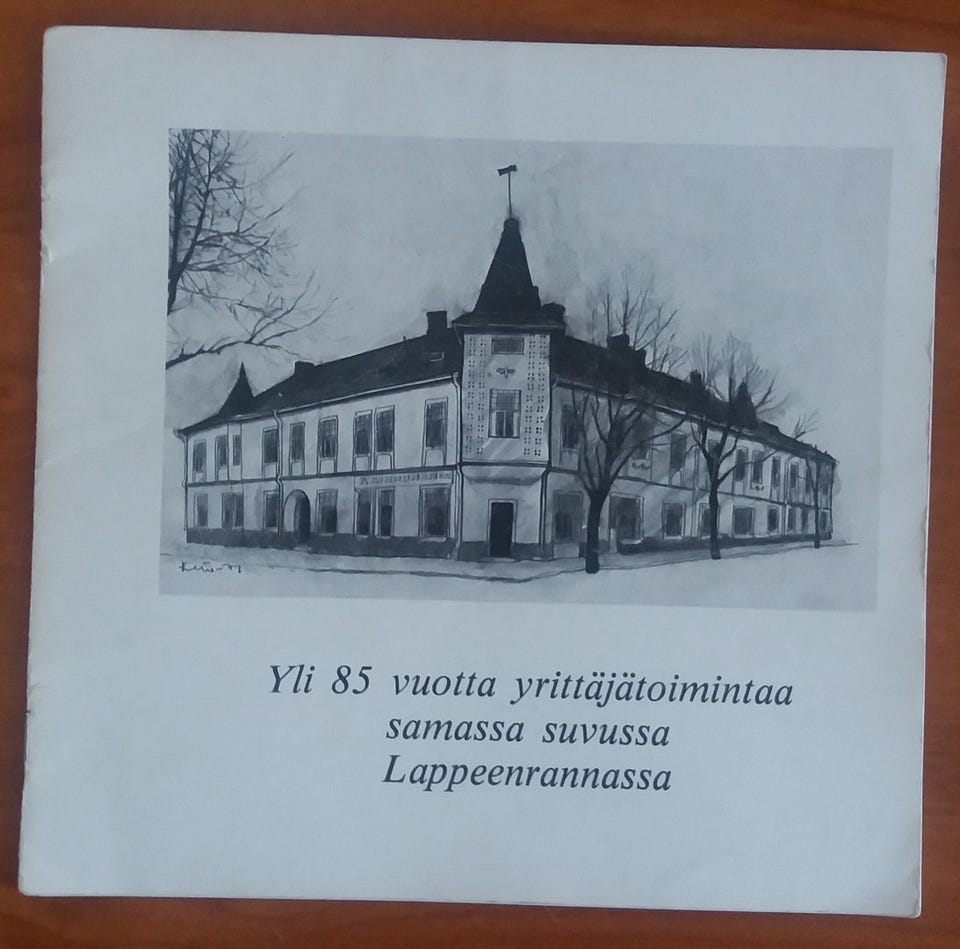 Yli 85 vuotta yrittäjätoimintaa
samassa suvussa
Lappeenrannassa